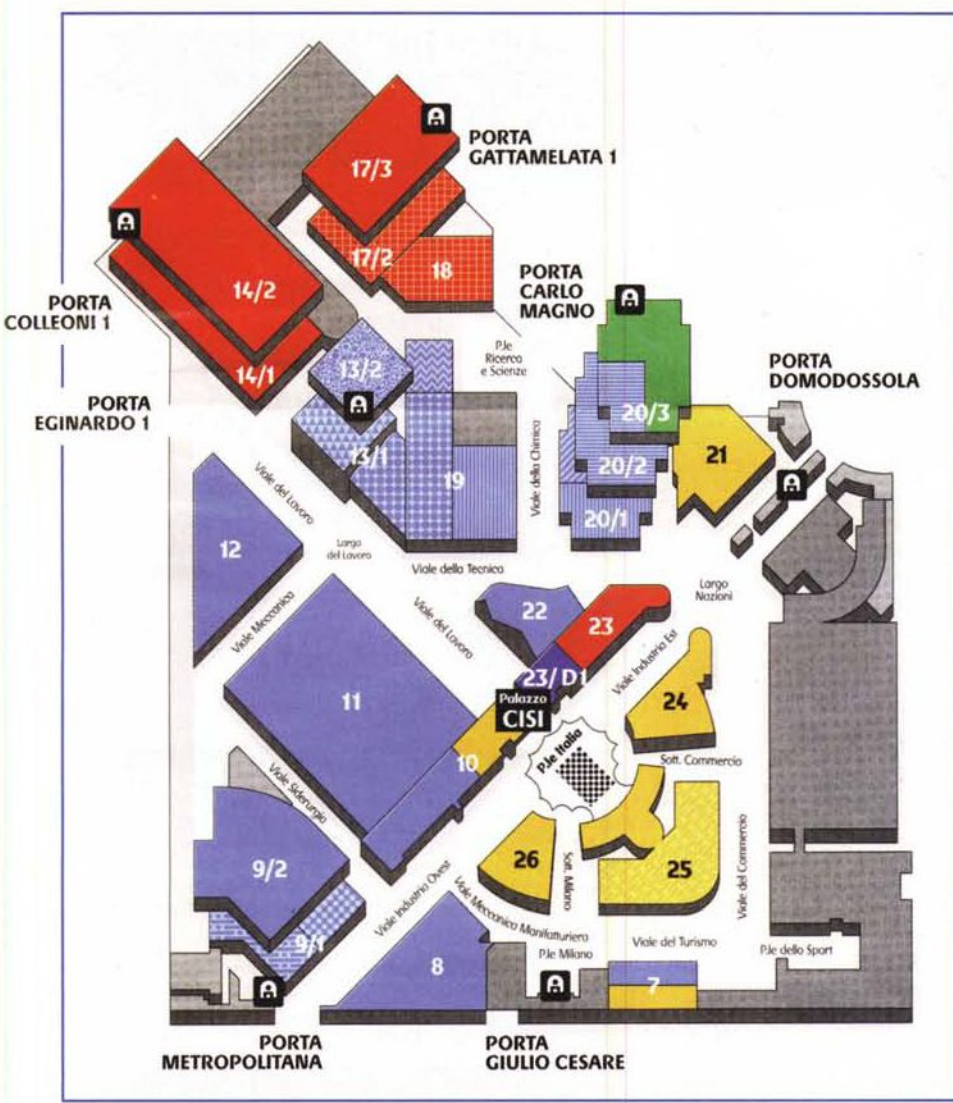 PORTA
GATTAMELATA 1
17/3
17/2
18
14/2
14/1
PORTA
COLLEONI 1
PORTA
EGINARDO 1
PORTA
CARLO
MAGNO
P.le
Ricerca
e Scienze
PORTA
DOMODOSSOLA
13/2
13/1
19
20/3
20/2
20/1
21
Viale della Chimica
Viale del Lavoro
Largo
del Lavoro
Viale della Tecnica
12
Viale Meccanica
Viale del Lavoro
22
23
23/D1
Palazzo
CISI
Largo
Nazioni
Viale Industria Est
11
10
24
P.le Italia
Sott. Commercio
Viale Siderurgia
9/2
9/1
26
Sott. Milano
25
Viale del Commercio
Viale Industria Ovest
Viale Meccanica Manifatturiera
8
P.le Milano
Viale del Turismo
P.le dello Sport
7
PORTA
METROPOLITANA
PORTA
GIULIO CESARE